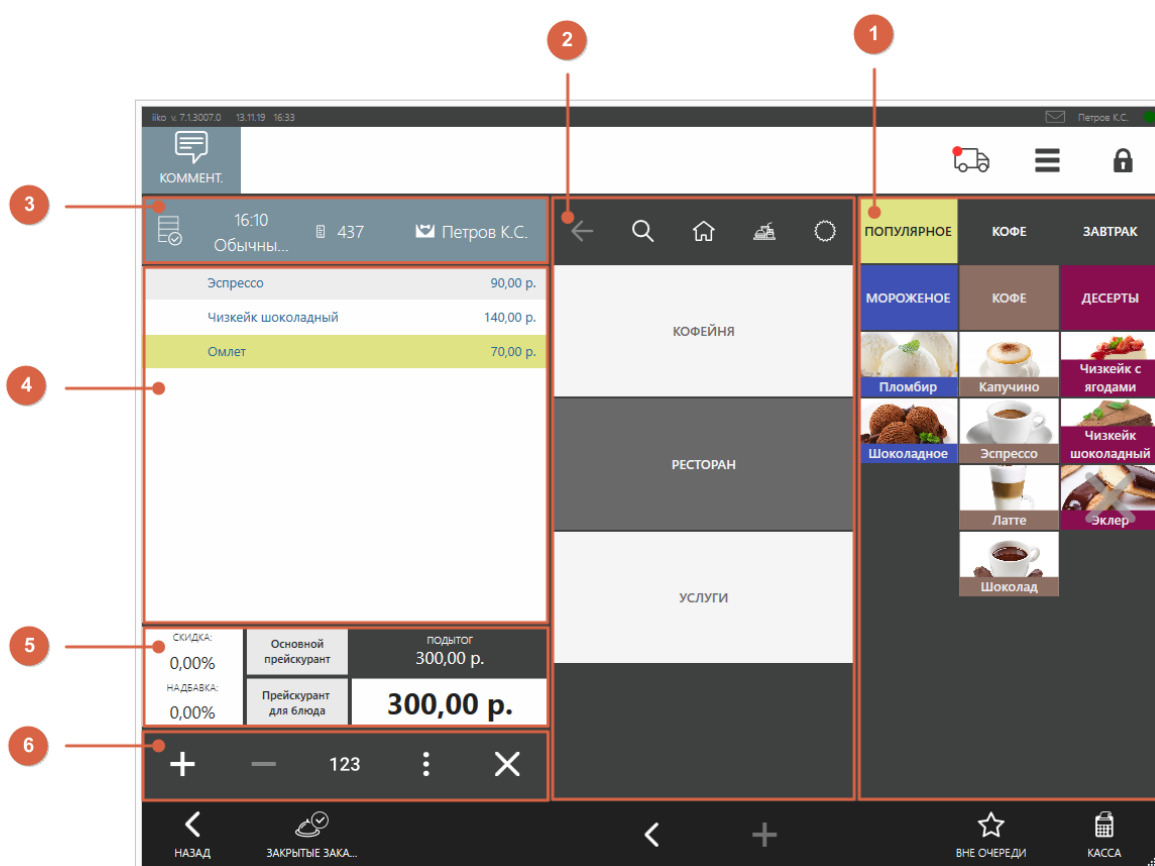 2
1
iiko v. 7.1.3007.0 13.11.19 16:33
Петров К.С.
КОММЕНТ.
3
16:10
Обычны...
437
Петров К.С.
Эспрессо 90,00 р.
Чизкейк шоколадный 140,00 р.
Омлет 70,00 р.
4
СКИДКА:
0,00%
НАДБАВКА:
0,00%
Основной
прейскурант
Прейскурант
для блюда
ПОДЫТОГ
300,00 р.
300,00 р.
5
6
123
КОФЕЙНЯ
РЕСТОРАН
УСЛУГИ
ПОПУЛЯРНОЕ КОФЕ ЗАВТРАК
МОРОЖЕНОЕ КОФЕ ДЕСЕРТЫ
Пломбир
Капучино
Чизкейк с
ягодами
Шоколадное
Эспрессо
Чизкейк
шоколадный
Латте
Эклер
Шоколад
НАЗАД
ЗАКРЫТЫЕ ЗАКА...
ВНЕ ОЧЕРЕДИ
КАССА